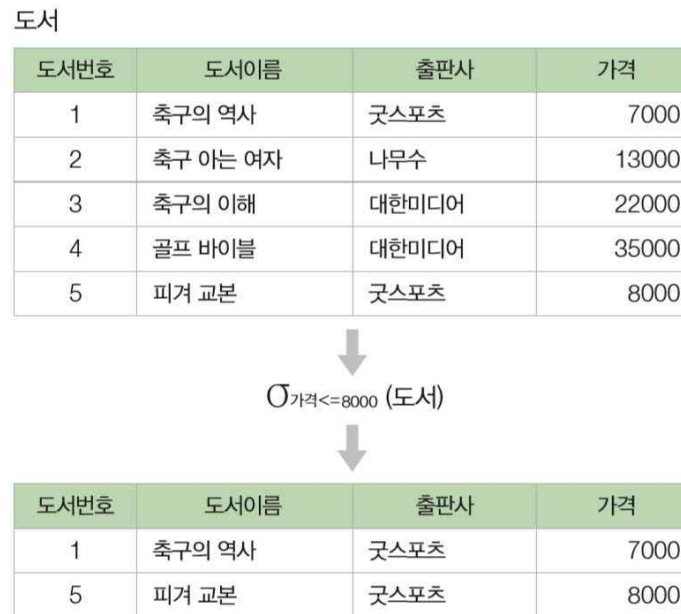 도서
도서번호 도서이름 출판사 가격
1 축구의 역사 굿스포츠 7000
2 축구 아는 여자 나무수 13000
3 축구의 이해 대한미디어 22000
4 골프 바이블 대한미디어 35000
5 피겨 교본 굿스포츠 8000
σ가격<=8000 (도서)
도서번호 도서이름 출판사 가격
1 축구의 역사 굿스포츠 7000
5 피겨 교본 굿스포츠 8000